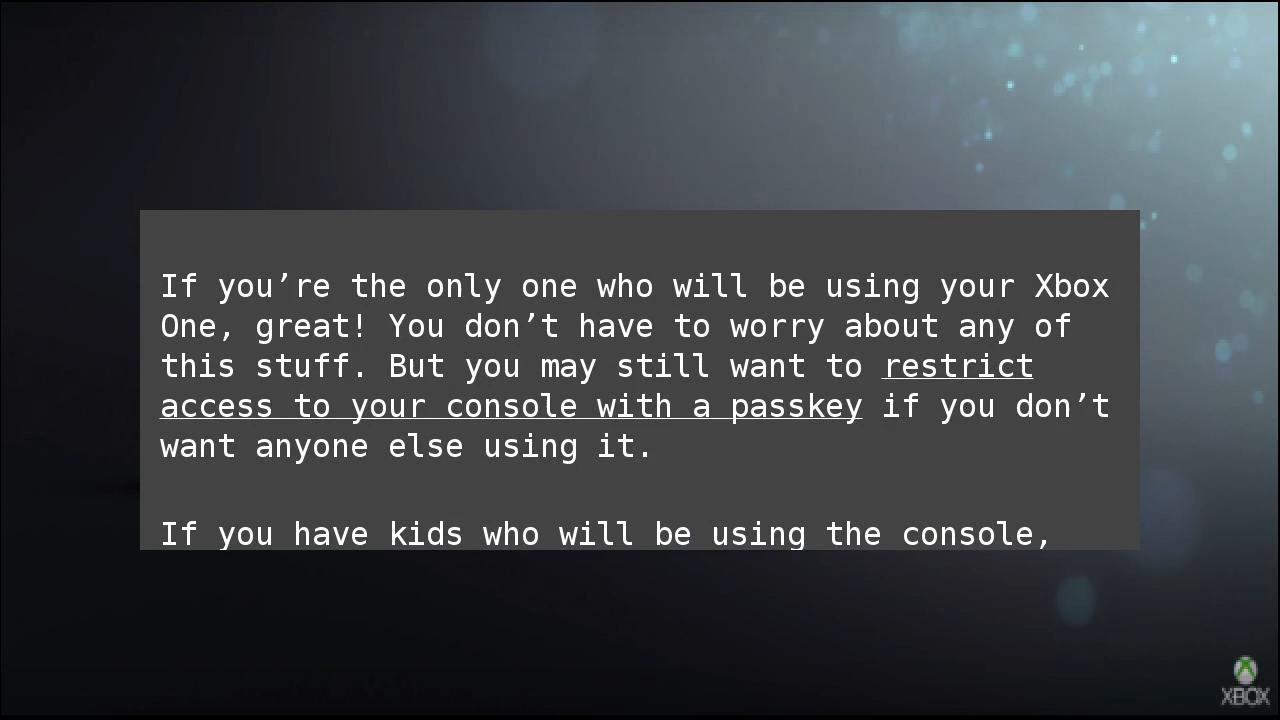 If you’re the only one who will be using your Xbox
One, great! You don’t have to worry about any of
this stuff. But you may still want to restrict
access to your console with a passkey if you don’t
want anyone else using it.
If you have kids who will be using the console,
XBOX